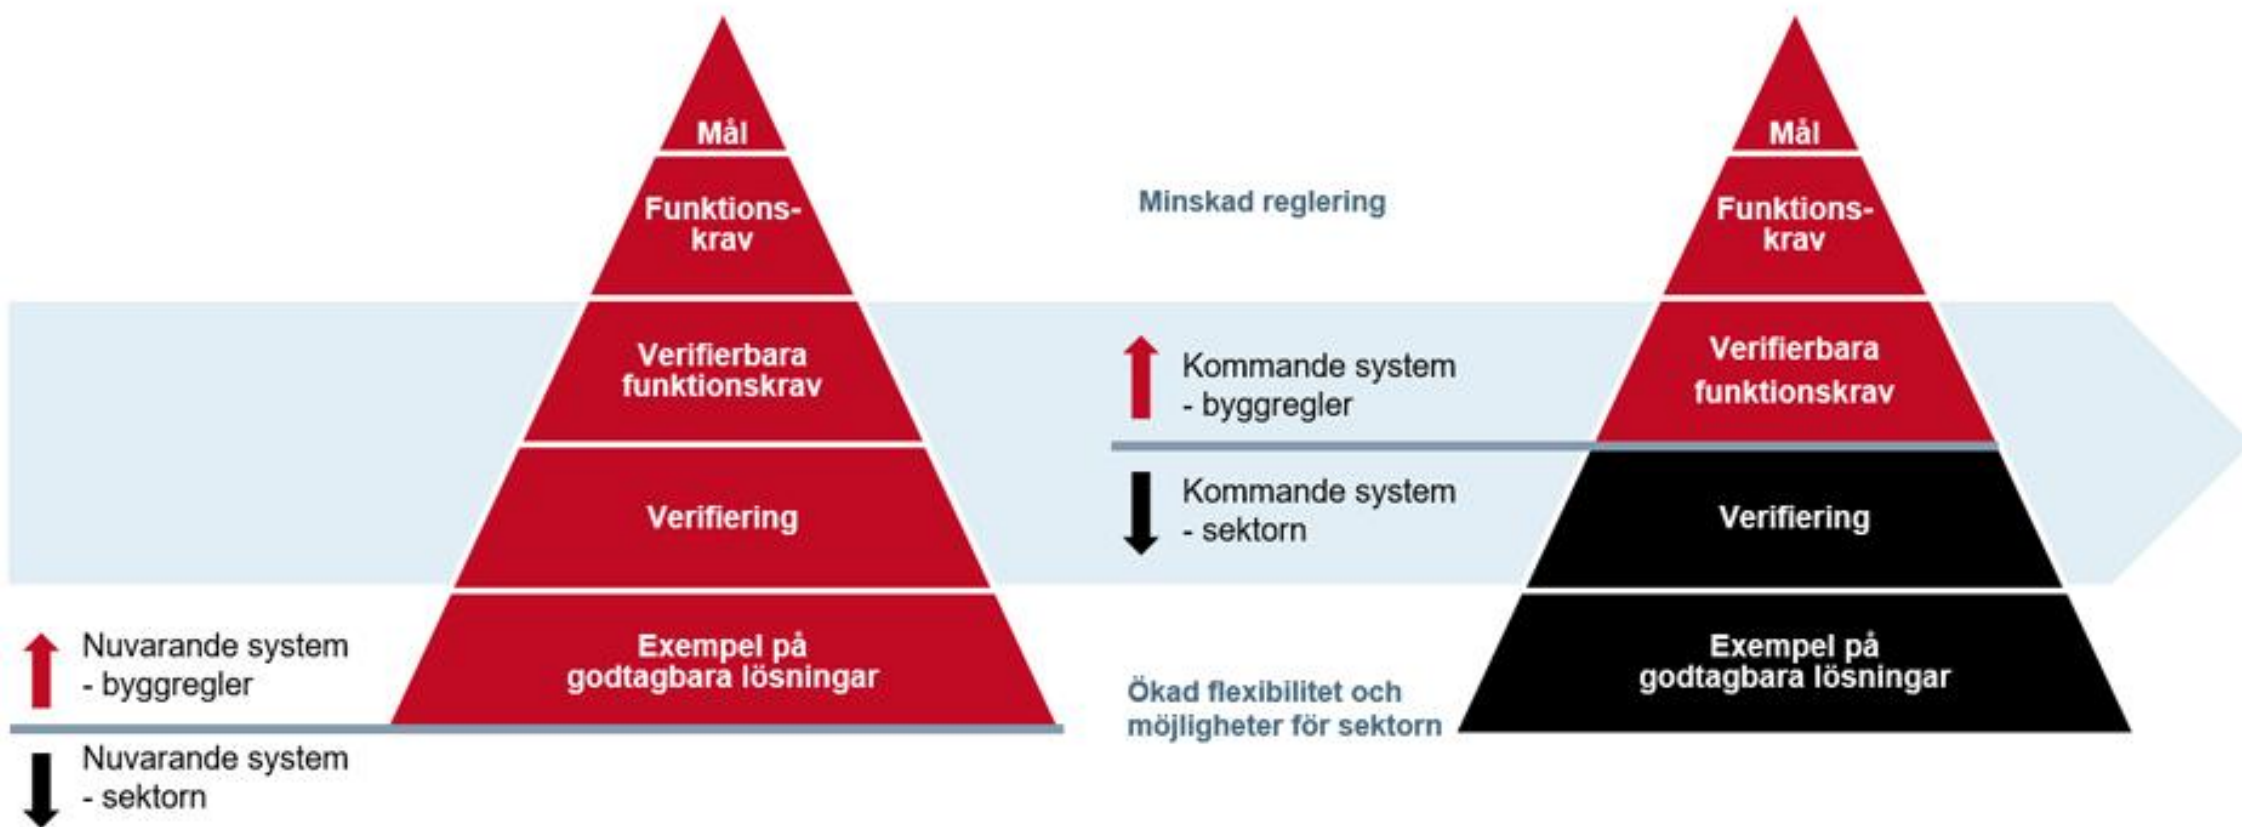 Mål
Funktions-
krav
Verifierbara
funktionskrav
Verifiering
Exempel på
godtagbara lösningar
Nuvarande system
- byggregler
Nuvarande system
- sektorn
Minskad reglering
Kommande system
- byggregler
Kommande system
- sektorn
Ökad flexibilitet och
möjligheter för sektorn
Mål
Funktions-
krav
Verifierbara
funktionskrav
Verifiering
Exempel på
godtagbara lösningar